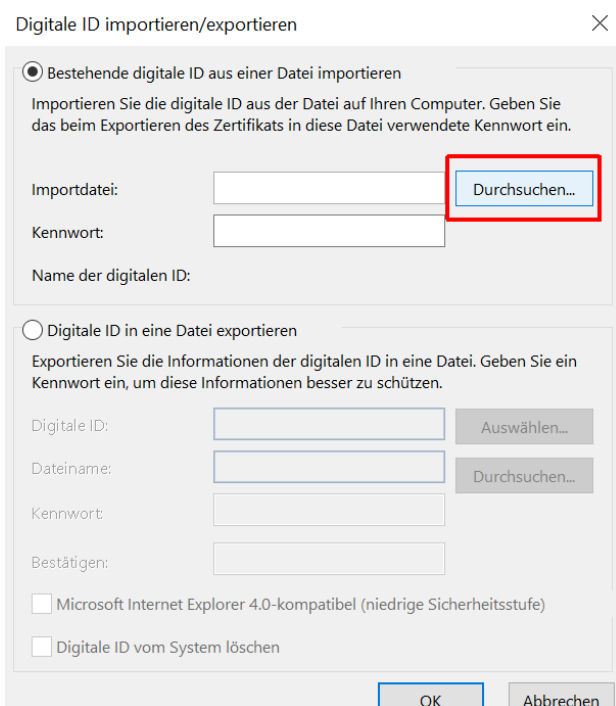 Digitale ID importieren/exportieren
Bestehende digitale ID aus einer Datei importieren
Importieren Sie die digitale ID aus der Datei auf Ihren Computer. Geben Sie
das beim Exportieren des Zertifikats in diese Datei verwendete Kennwort ein.
Importdatei: Durchsuchen...
Kennwort:
Name der digitalen ID:
Digitale ID in eine Datei exportieren
Exportieren Sie die Informationen der digitalen ID in eine Datei. Geben Sie ein
Kennwort ein, um diese Informationen besser zu schützen.
Digitale ID: Auswählen...
Dateiname: Durchsuchen...
Kennwort:
Bestätigen:
Microsoft Internet Explorer 4.0-kompatibel (niedrige Sicherheitsstufe)
Digitale ID vom System löschen
OK Abbrechen